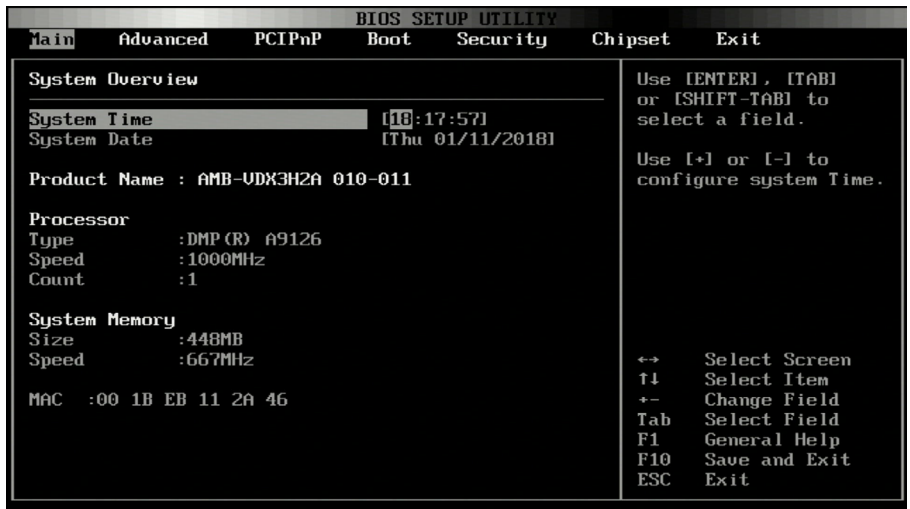 BIOS SETUP UTILITY
Main Advanced PCIPnP Boot Security Chipset Exit
System Overview
System Time [18:17:57]
System Date [Thu 01/11/2018]
Product Name : AMB-VDX3H2A 010-011
Processor
Type :DMP(R) A9126
Speed :1000MHz
Count :1
System Memory
Size :448MB
Speed :667MHz
MAC :00 1B EB 11 2A 46
Use [ENTER], [TAB]
or [SHIFT-TAB] to
select a field.
Use [+] or [-] to
configure system Time.
↔ Select Screen
↑↓ Select Item
+- Change Field
Tab Select Field
F1 General Help
F10 Save and Exit
ESC Exit